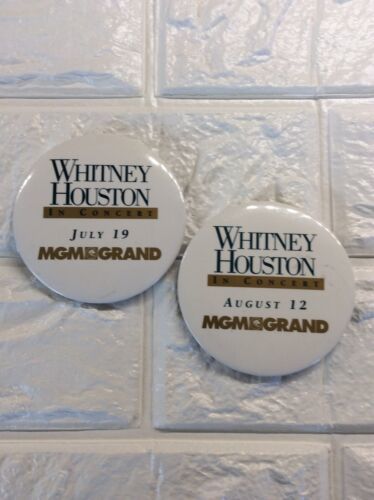 WHITNEY
HOUSTON
IN CONCERT
JULY 19
MGM GRAND
WHITNEY
HOUSTON
IN CONCERT
AUGUST 12
MGM GRAND